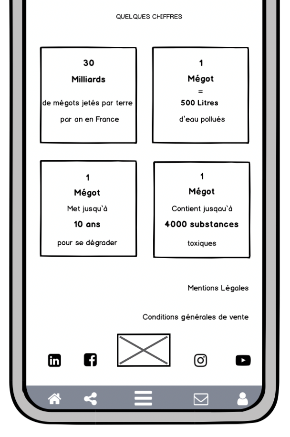 QUELQUES CHIFFRES
30
Milliards
de mégots jetés par terre
par an en France
1
Mégot
=
500 Litres
d'eau pollués
1
Mégot
Met jusqu'à
10 ans
pour se dégrader
1
Mégot
Contient jusqou'à
4000 substances
toxiques
Mentions Légales
Conditions générales de vente